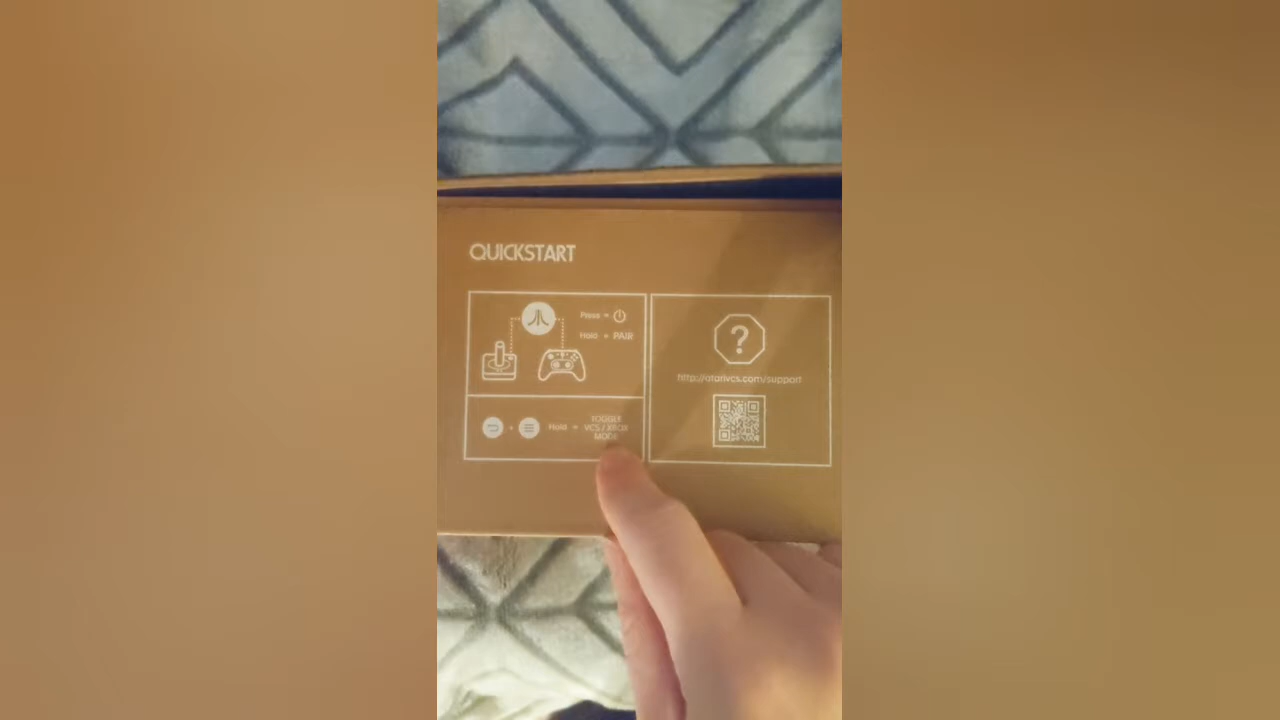 QUICKSTART
Press =
Hold = PAIR
Hold = TOGGLE
VCS / XBOX
MODE
?
http://atarivcs.com/support